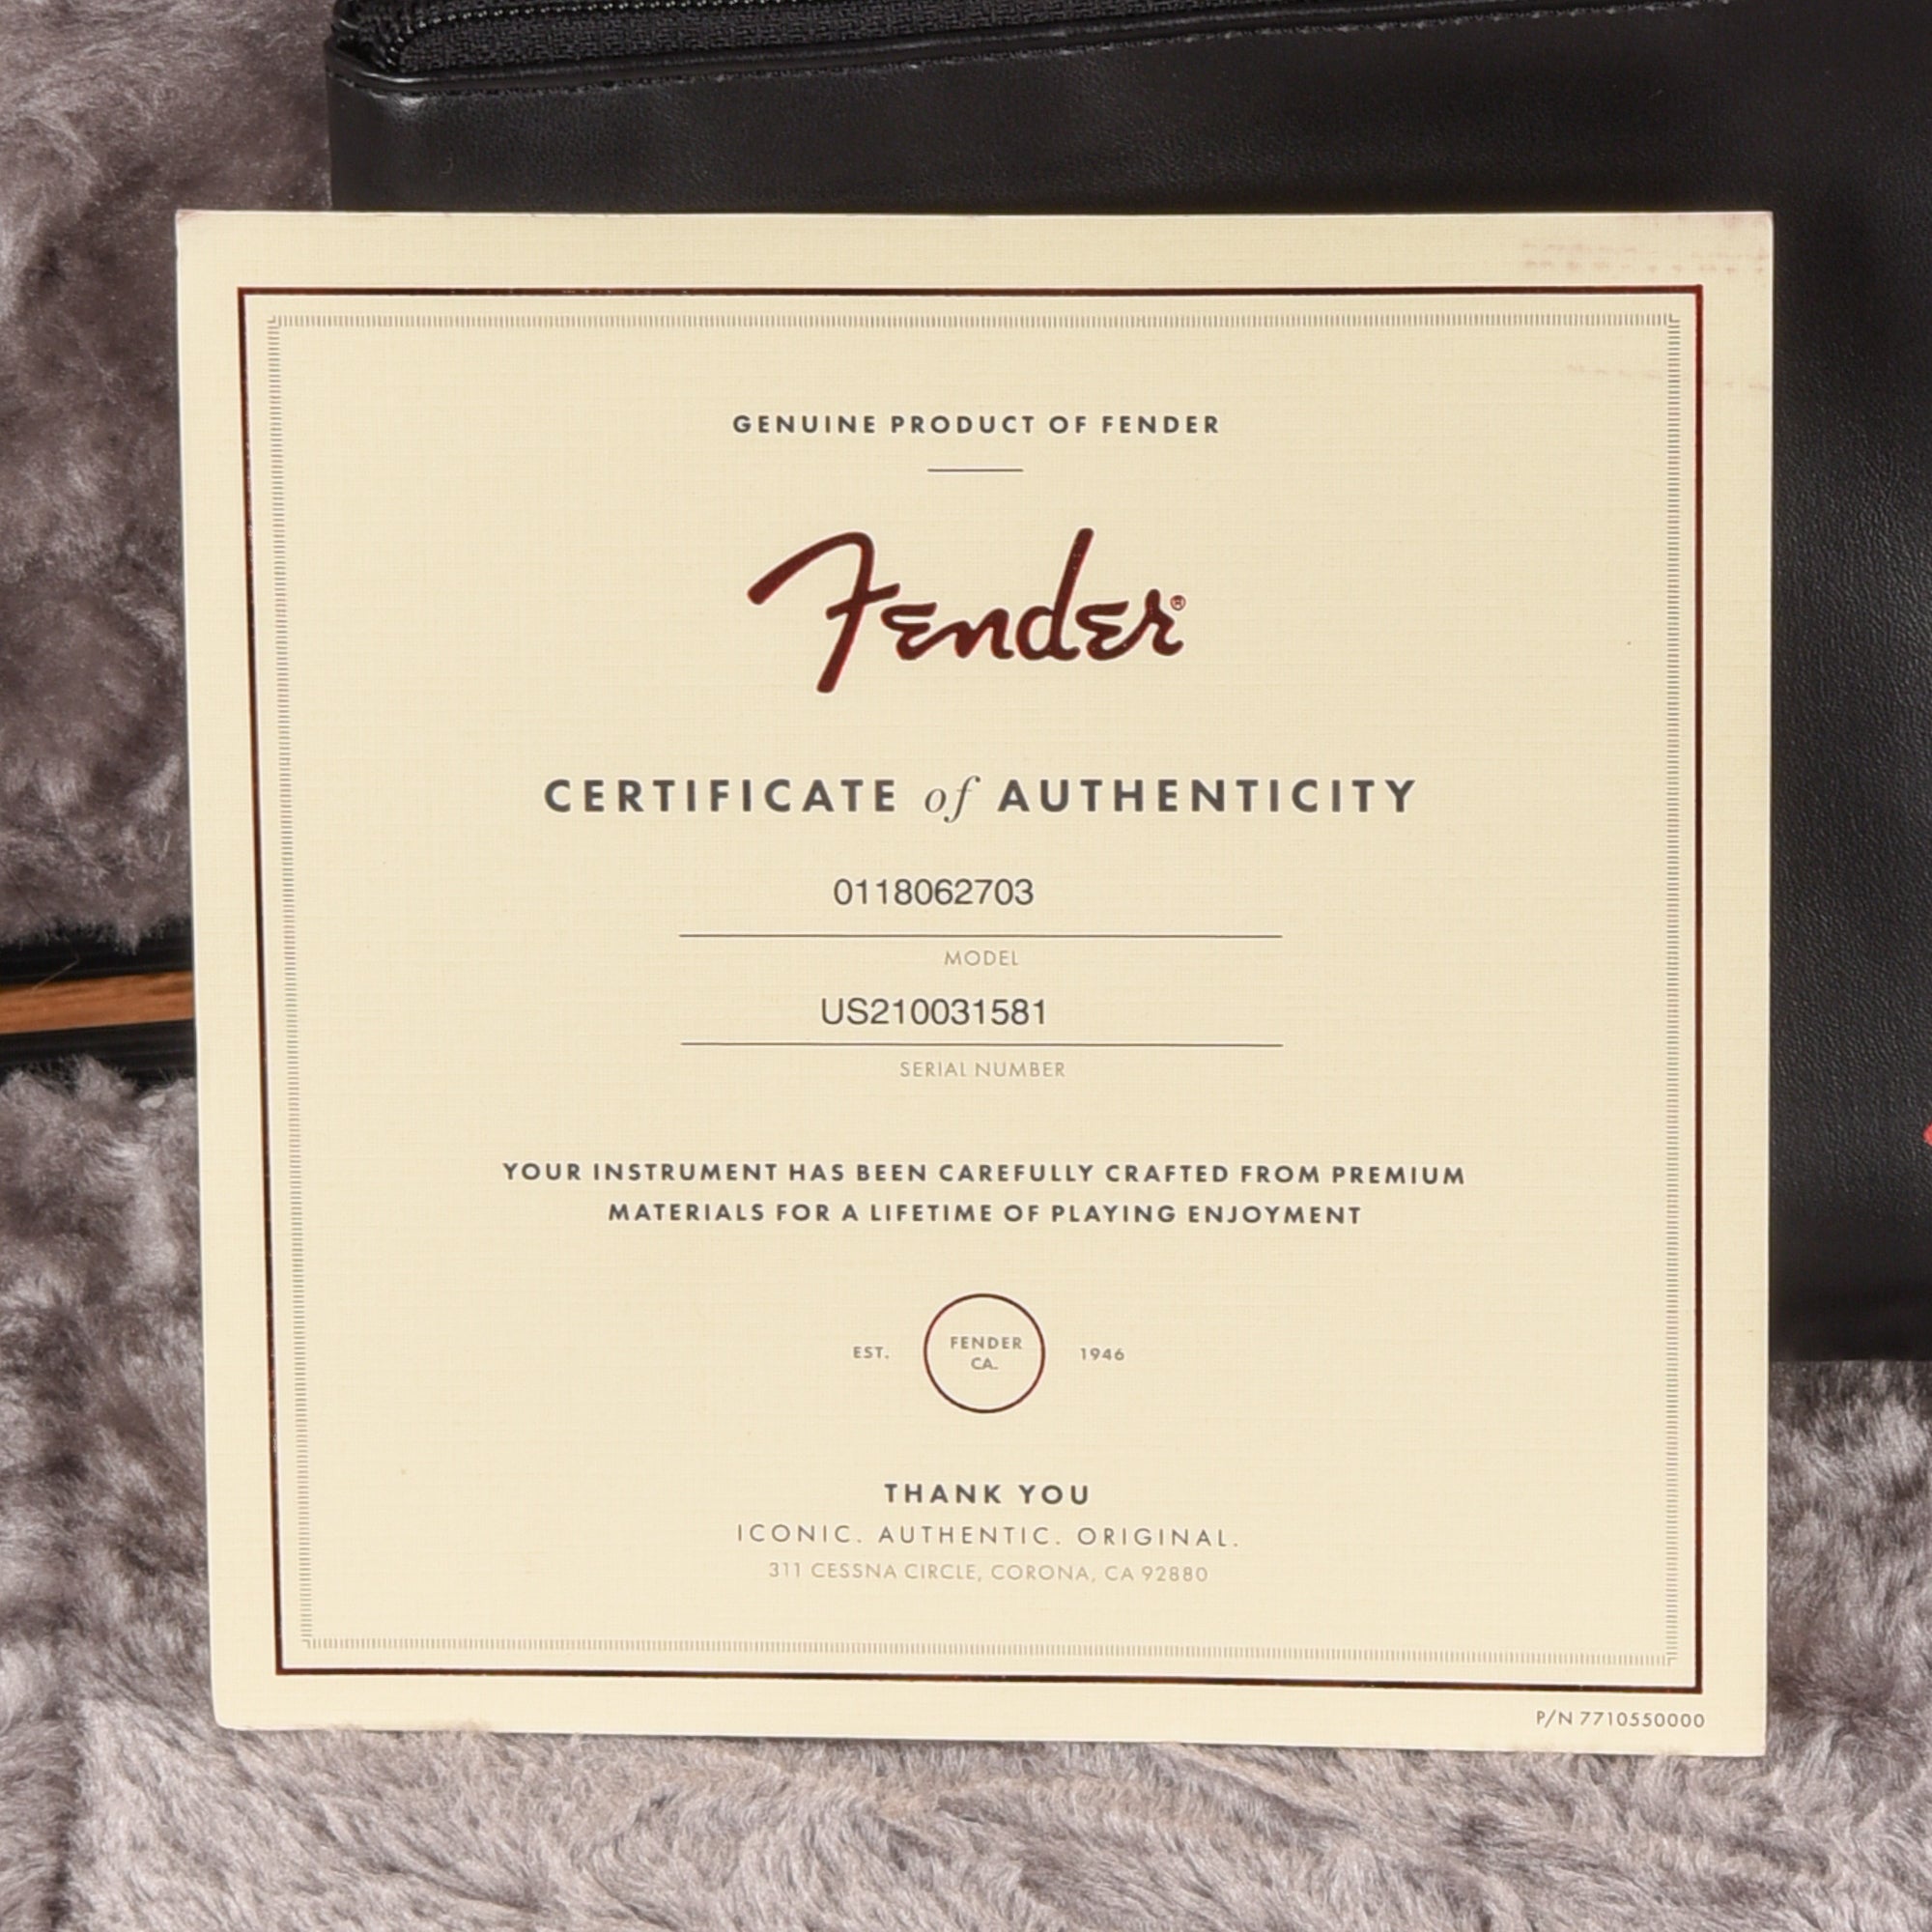 GENUINE PRODUCT OF FENDER
Fender®
CERTIFICATE of AUTHENTICITY
0118062703
MODEL
US210031581
SERIAL NUMBER
YOUR INSTRUMENT HAS BEEN CAREFULLY CRAFTED FROM PREMIUM
MATERIALS FOR A LIFETIME OF PLAYING ENJOYMENT
EST. FENDER CA. 1946
THANK YOU
ICONIC. AUTHENTIC. ORIGINAL.
311 CESSNA CIRCLE, CORONA, CA 92880
P/N 7710550000